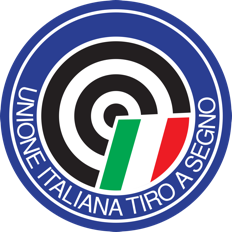 UNIONE ITALIANA TIRO A SEGNO